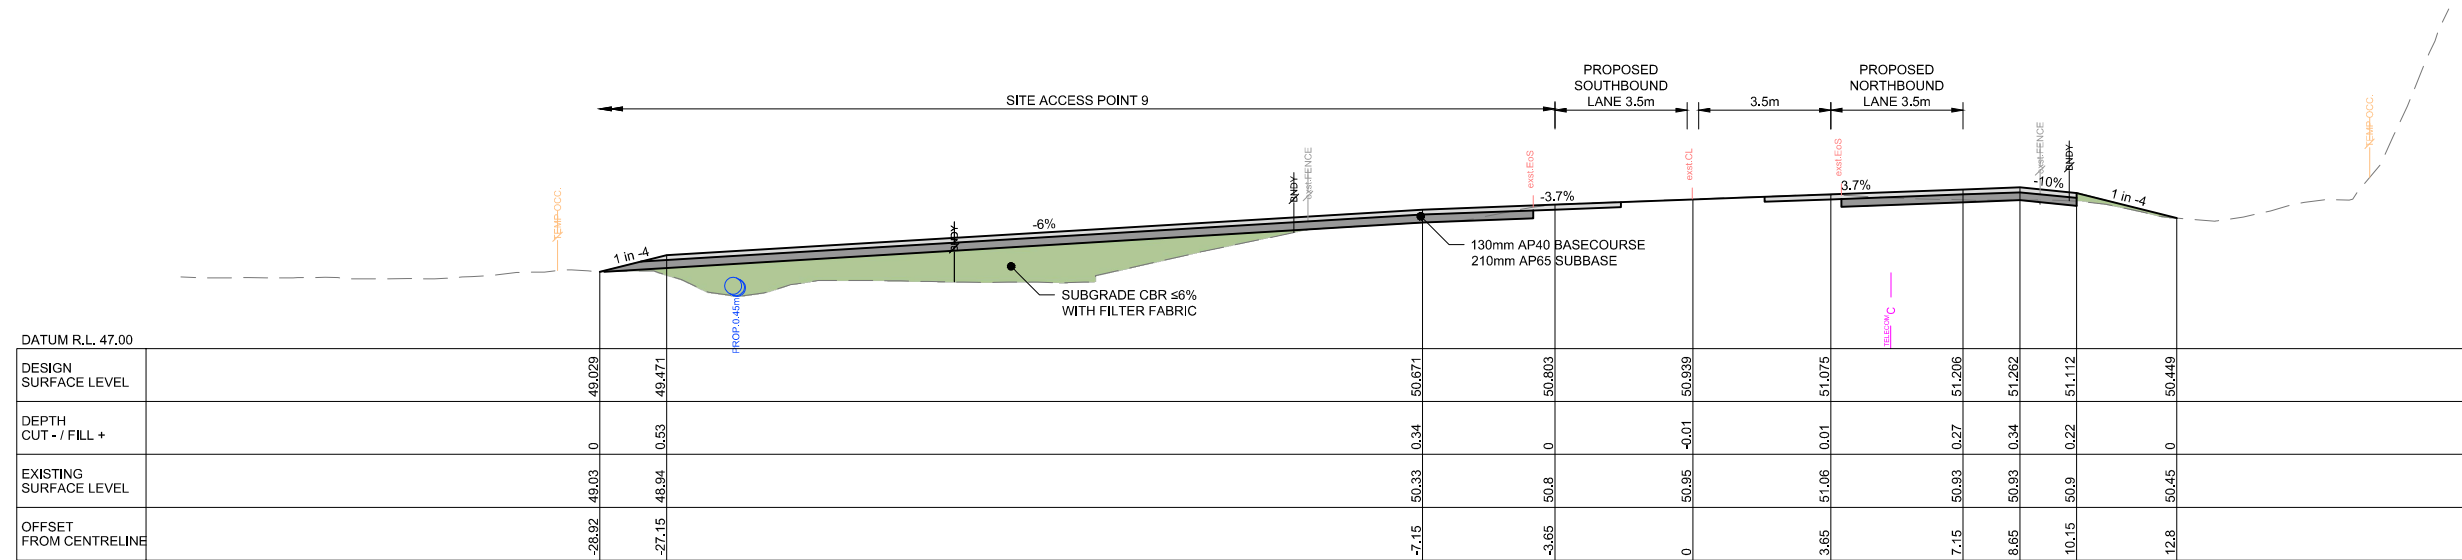 PROPOSED
SOUTHBOUND
LANE 3.5m
PROPOSED
NORTHBOUND
LANE 3.5m
SITE ACCESS POINT 9
3.5m
TEMP OCC.
BNDY
BNDY
exst.FENCE
exst.EoS
exst.CL
exst.EoS
exst.FENCE
BNDY
TEMP OCC.
1 in -4
-6%
-3.7%
3.7%
-10%
1 in -4
130mm AP40 BASECOURSE
210mm AP65 SUBBASE
SUBGRADE CBR ≤6%
WITH FILTER FABRIC
PROP.0.45m
TELECOM C
DATUM R.L. 47.00
DESIGN
SURFACE LEVEL
49.029 49.471 50.671 50.803 50.939 51.075 51.206 51.262 51.112 50.449
DEPTH
CUT - / FILL +
0 0.53 0.34 0 -0.01 0.01 0.27 0.34 0.22 0
EXISTING
SURFACE LEVEL
49.03 48.94 50.33 50.8 50.95 51.06 50.93 50.93 50.9 50.45
OFFSET
FROM CENTRELINE
-28.92 -27.15 -7.15 -3.65 0 3.65 7.15 8.65 10.15 12.8